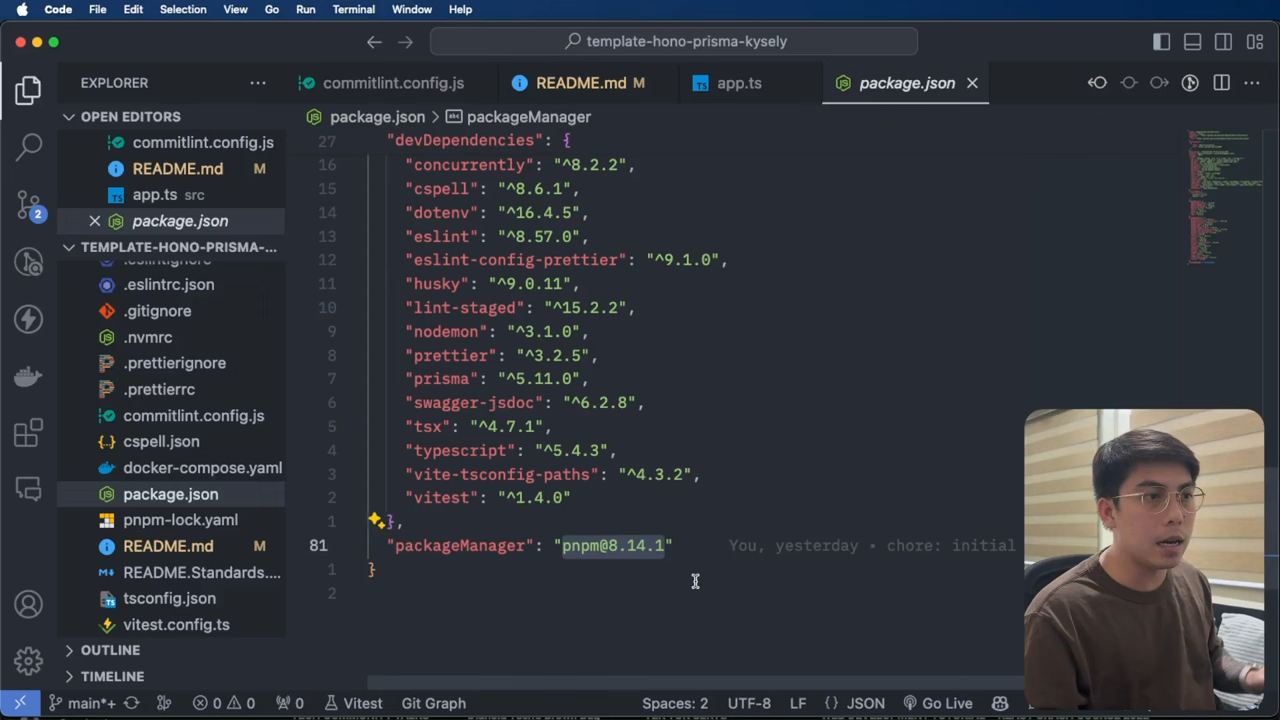 Code File Edit Selection View Go Run Terminal Window Help
template-hono-prisma-kysely
EXPLORER
commitlint.config.js
README.md M
app.ts
package.json
OPEN EDITORS
commitlint.config.js
README.md M
app.ts src
package.json
TEMPLATE-HONO-PRISMA-...
.eslintignore
.eslintrc.json
.gitignore
.nvmrc
.prettierignore
.prettierrc
commitlint.config.js
cspell.json
docker-compose.yaml
package.json
pnpm-lock.yaml
README.md M
README.Standards....
tsconfig.json
vitest.config.ts
OUTLINE
TIMELINE
2
package.json > abc packageManager
27 "devDependencies": {
16 "concurrently": "^8.2.2",
15 "cspell": "^8.6.1",
14 "dotenv": "^16.4.5",
13 "eslint": "^8.57.0",
12 "eslint-config-prettier": "^9.1.0",
11 "husky": "^9.0.11",
10 "lint-staged": "^15.2.2",
9 "nodemon": "^3.1.0",
8 "prettier": "^3.2.5",
7 "prisma": "^5.11.0",
6 "swagger-jsdoc": "^6.2.8",
5 "tsx": "^4.7.1",
4 "typescript": "^5.4.3",
3 "vite-tsconfig-paths": "^4.3.2",
2 "vitest": "^1.4.0"
1 },
81 "packageManager": "pnpm@8.14.1" You, yesterday • chore: initial
1 }
2
main*+ 0 0 0 Vitest Git Graph Spaces: 2 UTF-8 LF {} JSON Go Live